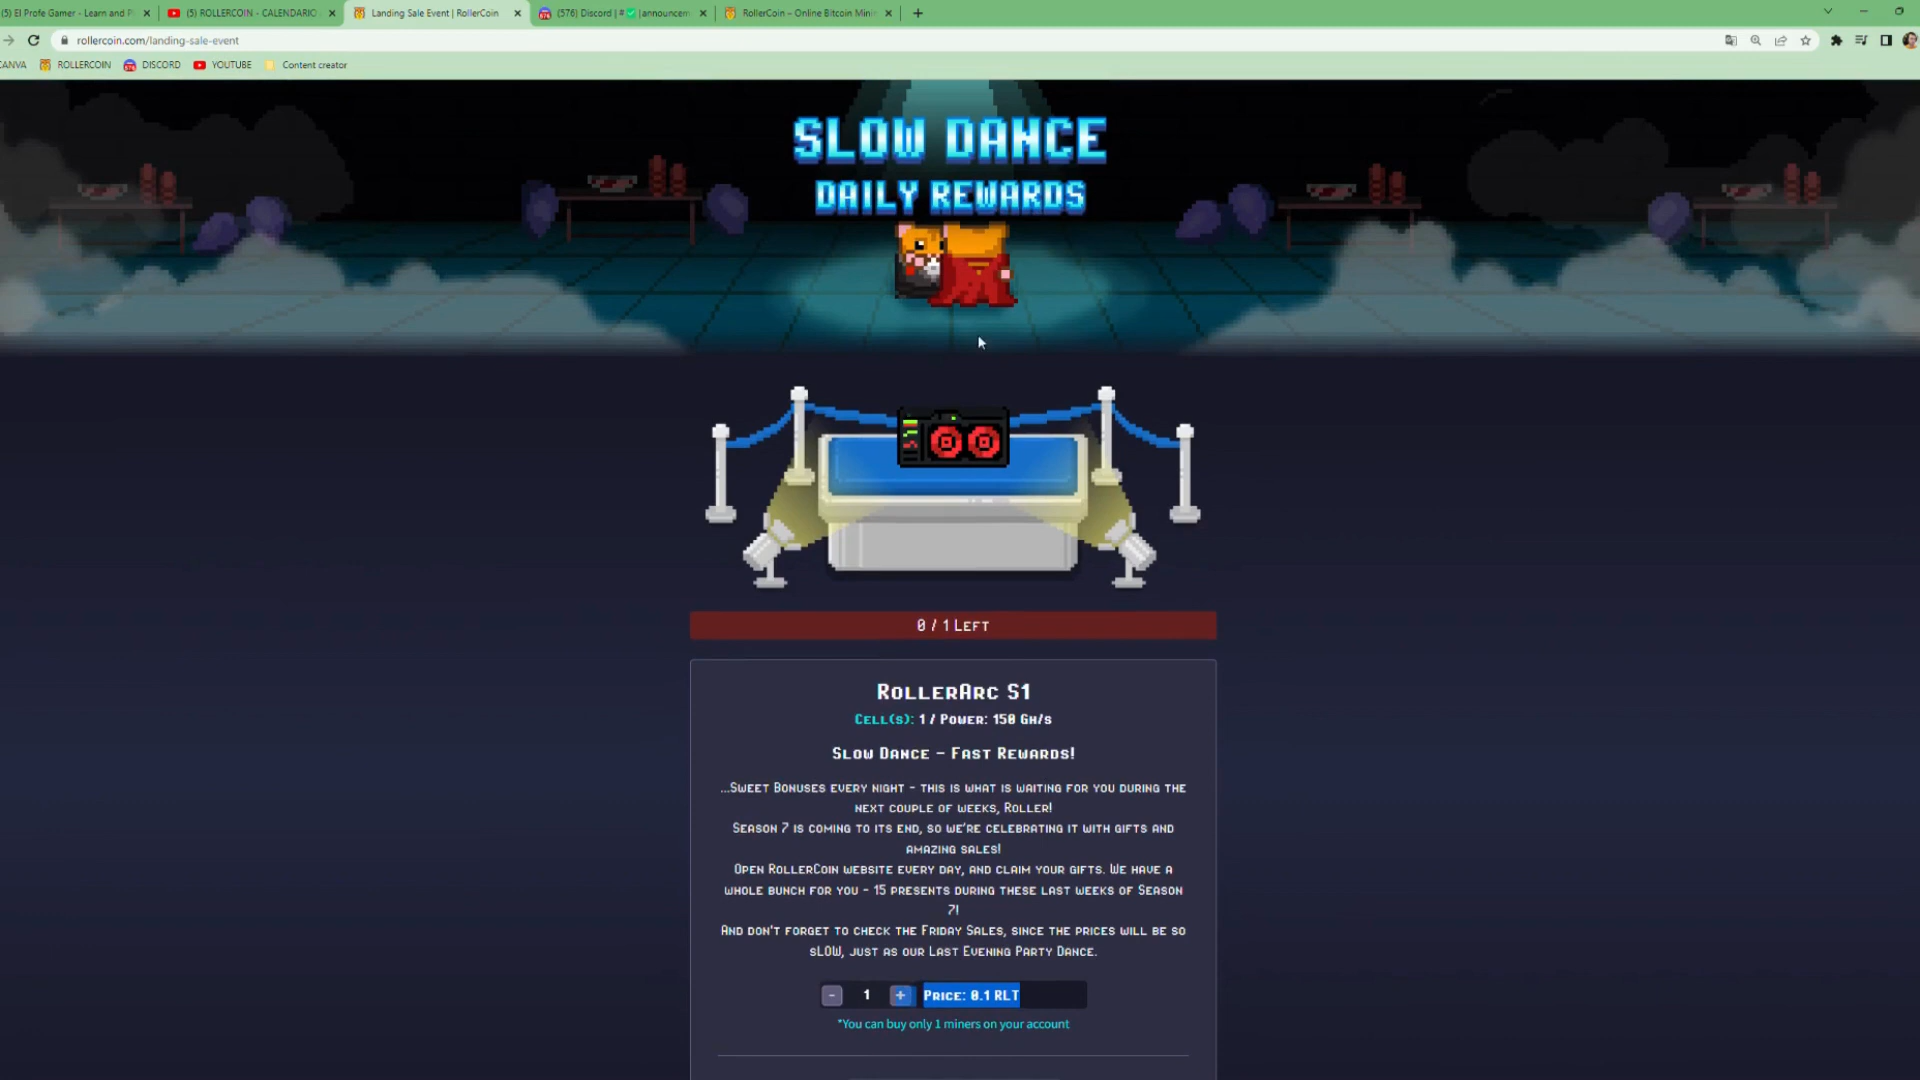 (5) El Profe Gamer - Learn and P
(5) ROLLERCOIN - CALENDARIO
Landing Sale Event | RollerCoin
(576) Discord | #✅|announcem
RollerCoin – Online Bitcoin Mini
rollercoin.com/landing-sale-event
CANVA ROLLERCOIN DISCORD YOUTUBE Content creator
SLOW DANCE
DAILY REWARDS
0 / 1 Left
RollerArc S1
Cell(s): 1 / Power: 150 Gh/s
Slow Dance – Fast Rewards!
...Sweet Bonuses every night - this is what is waiting for you during the
next couple of weeks, Roller!
Season 7 is coming to its end, so we're celebrating it with gifts and
amazing sales!
Open RollerCoin website every day, and claim your gifts. We have a
whole bunch for you - 15 presents during these last weeks of Season
7!
And don't forget to check the Friday Sales, since the prices will be so
sLOW, just as our Last Evening Party Dance.
- 1 + Price: 0.1 RLT
*You can buy only 1 miners on your account